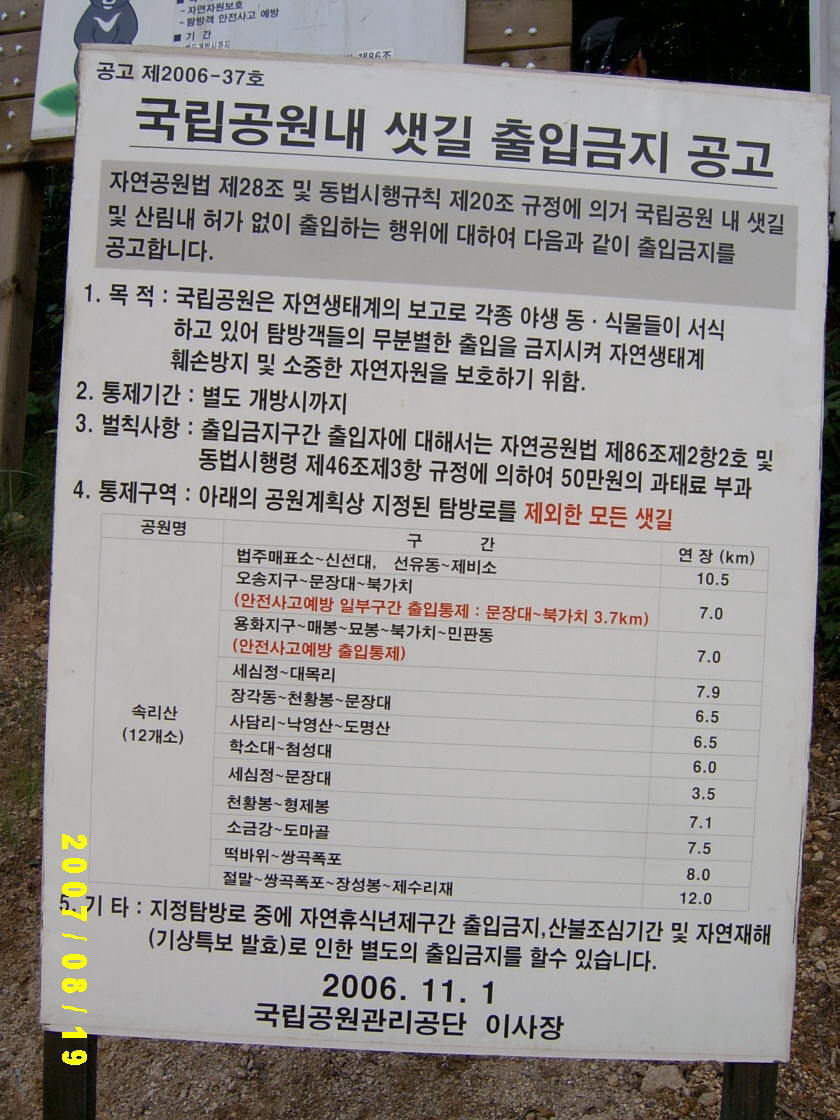 - 자연자원보호
- 탐방객 안전사고 예방
■ 기 간
제86조
공고 제2006-37호
국립공원내 샛길 출입금지 공고
자연공원법 제28조 및 동법시행규칙 제20조 규정에 의거 국립공원 내 샛길
및 산림내 허가 없이 출입하는 행위에 대하여 다음과 같이 출입금지를
공고합니다.
1. 목 적 : 국립공원은 자연생태계의 보고로 각종 야생 동 · 식물들이 서식
하고 있어 탐방객들의 무분별한 출입을 금지시켜 자연생태계
훼손방지 및 소중한 자연자원을 보호하기 위함.
2. 통제기간 : 별도 개방시까지
3. 벌칙사항 : 출입금지구간 출입자에 대해서는 자연공원법 제86조제2항2호 및
동법시행령 제46조제3항 규정에 의하여 50만원의 과태료 부과
4. 통제구역 : 아래의 공원계획상 지정된 탐방로를 제외한 모든 샛길
공원명 구 간 연 장 (km)
법주매표소~신선대, 선유동~제비소 10.5
오송지구~문장대~북가치
(안전사고예방 일부구간 출입통제 : 문장대~북가치 3.7km) 7.0
용화지구~매봉~묘봉~북가치~민판동
(안전사고예방 출입통제) 7.0
세심정~대목리 7.9
장각동~천황봉~문장대 6.5
속리산
(12개소)
사담리~낙영산~도명산 6.5
학소대~첨성대 6.0
세심정~문장대 3.5
천황봉~형제봉 7.1
소금강~도마골 7.5
떡바위~쌍곡폭포 8.0
절말~쌍곡폭포~장성봉~제수리재 12.0
5. 기 타 : 지정탐방로 중에 자연휴식년제구간 출입금지,산불조심기간 및 자연재해
(기상특보 발효)로 인한 별도의 출입금지를 할수 있습니다.
2006. 11. 1
국립공원관리공단 이사장
2007/08/19